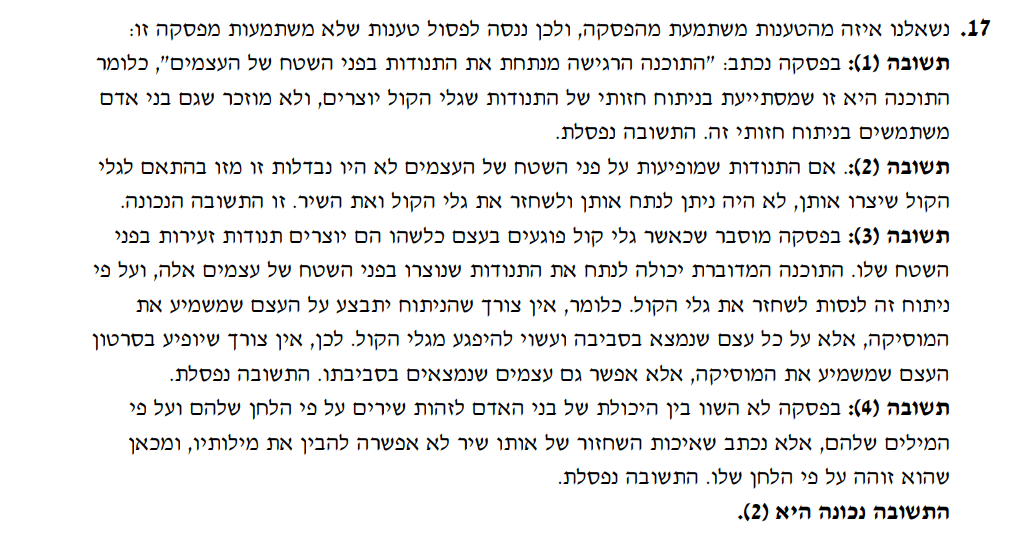 17. נשאלנו איזה מהטענות משתמעת מהפסקה, ולכן ננסה לפסול טענות שלא משתמעות מפסקה זו:
תשובה (1): בפסקה נכתב: "התוכנה הרגישה מנתחת את התנודות בפני השטח של העצמים", כלומר
התוכנה היא זו שמסתייעת בניתוח חזותי של התנודות שגלי הקול יוצרים, ולא מוזכר שגם בני אדם
משתמשים בניתוח חזותי זה. התשובה נפסלת.
תשובה (2):. אם התנודות שמופיעות על פני השטח של העצמים לא היו נבדלות זו מזו בהתאם לגלי
הקול שיצרו אותן, לא היה ניתן לנתח אותן ולשחזר את גלי הקול ואת השיר. זו התשובה הנכונה.
תשובה (3): בפסקה מוסבר שכאשר גלי קול פוגעים בעצם כלשהו הם יוצרים תנודות זעירות בפני
השטח שלו. התוכנה המדוברת יכולה לנתח את התנודות שנוצרו בפני השטח של עצמים אלה, ועל פי
ניתוח זה לנסות לשחזר את גלי הקול. כלומר, אין צורך שהניתוח יתבצע על העצם שמשמיע את
המוסיקה, אלא על כל עצם שנמצא בסביבה ועשוי להיפגע מגלי הקול. לכן, אין צורך שיופיע בסרטון
העצם שמשמיע את המוסיקה, אלא אפשר גם עצמים שנמצאים בסביבתו. התשובה נפסלת.
תשובה (4): בפסקה לא השוו בין היכולת של בני האדם לזהות שירים על פי הלחן שלהם ועל פי
המילים שלהם, אלא נכתב שאיכות השחזור של אותו שיר לא אפשרה להבין את מילותיו, ומכאן
שהוא זוהה על פי הלחן שלו. התשובה נפסלת.
התשובה נכונה היא (2).